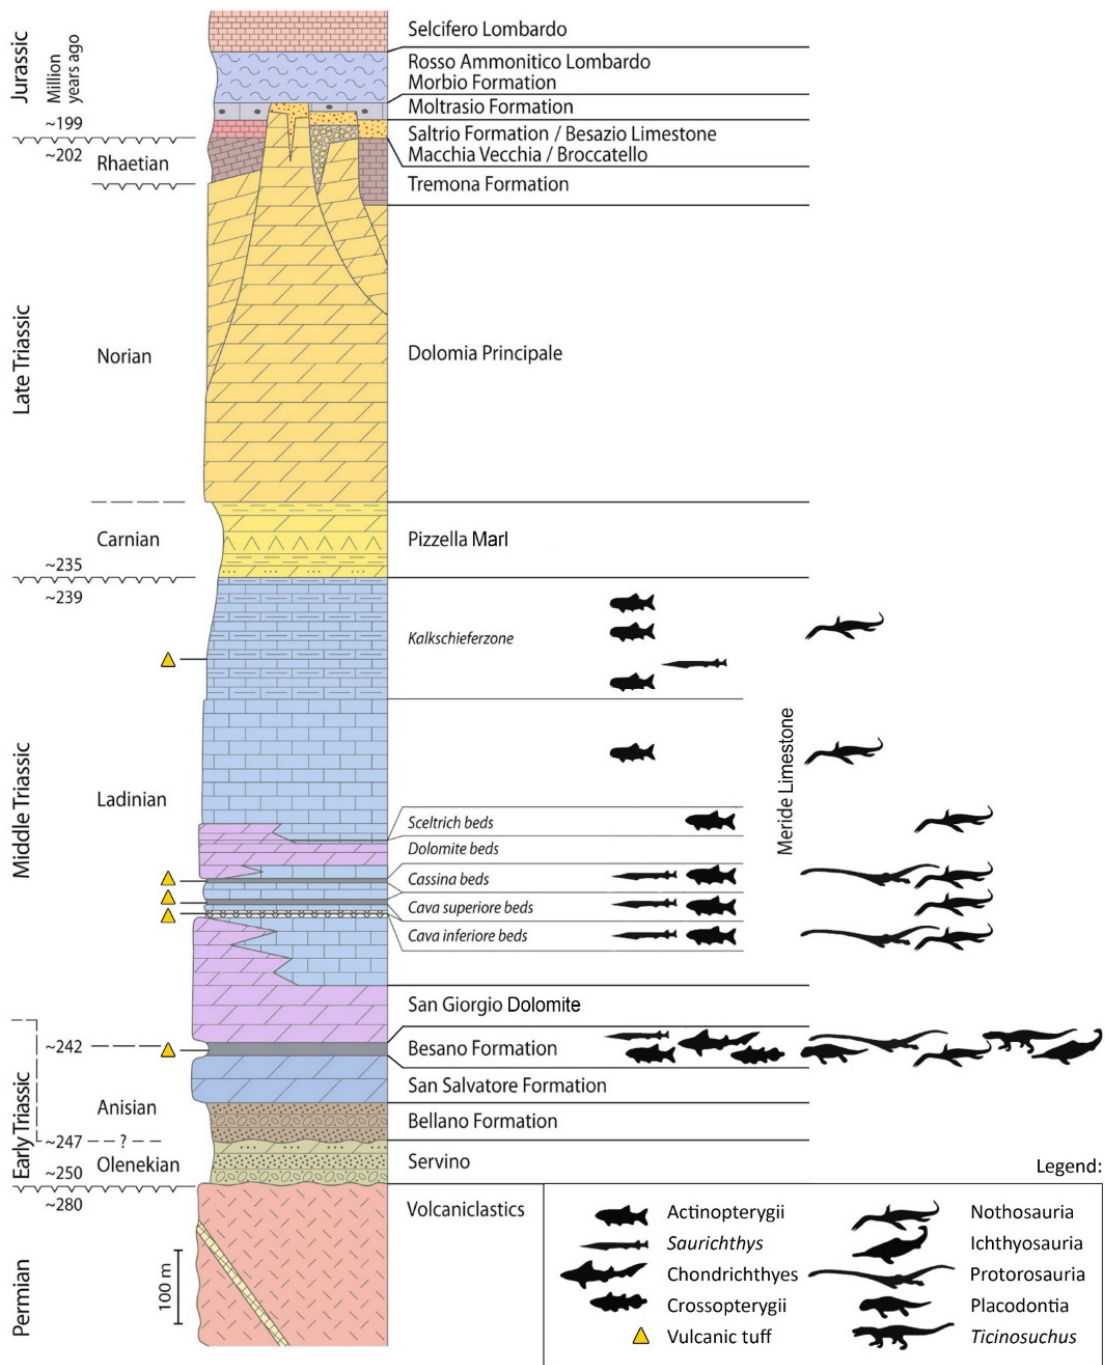 Jurassic
Million
years ago
~199
~202
Rhaetian
Late Triassic
Norian
Carnian
~235
~239
Middle Triassic
Ladinian
~242
Anisian
Early Triassic
~247
?
Olenekian
~250
~280
Permian
100 m
Selcifero Lombardo
Rosso Ammonitico Lombardo
Morbio Formation
Moltrasio Formation
Saltrio Formation / Besazio Limestone
Macchia Vecchia / Broccatello
Tremona Formation
Dolomia Principale
Pizzella Marl
Kalkschieferzone
Meride Limestone
Sceltrich beds
Dolomite beds
Cassina beds
Cava superiore beds
Cava inferiore beds
San Giorgio Dolomite
Besano Formation
San Salvatore Formation
Bellano Formation
Servino
Volcaniclastics
Legend:
Actinopterygii
Saurichthys
Chondrichthyes
Crossopterygii
Vulcanic tuff
Nothosauria
Ichthyosauria
Protorosauria
Placodontia
Ticinosuchus